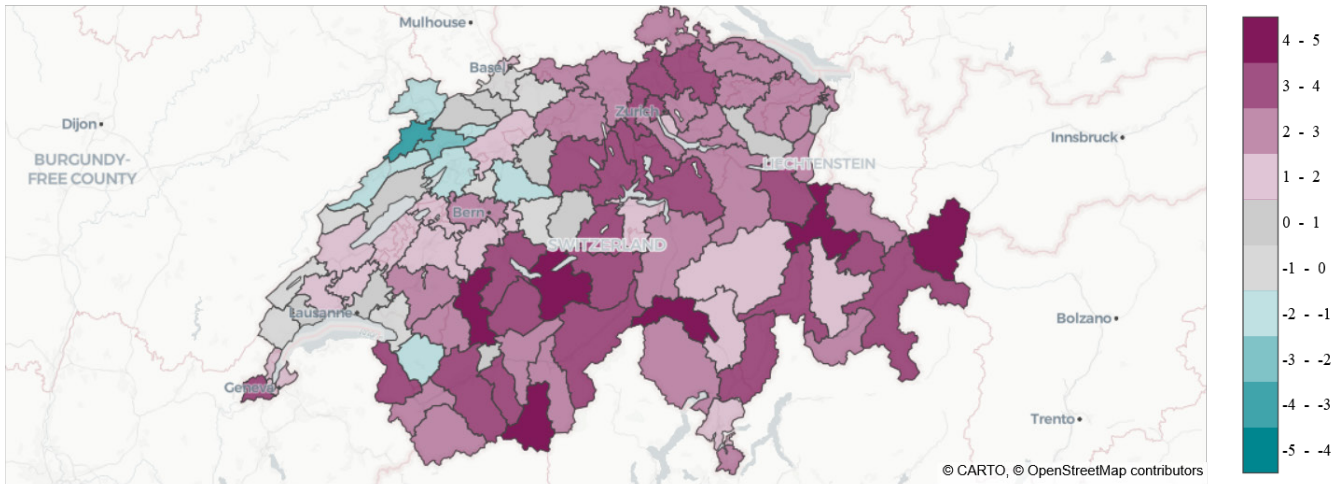 Mulhouse
Basel
Dijon
Zurich
Innsbruck
BURGUNDY-
FREE COUNTY
LIECHTENSTEIN
Bern
SWITZERLAND
Lausanne
Bolzano
Geneva
Trento
© CARTO, © OpenStreetMap contributors
4 - 5
3 - 4
2 - 3
1 - 2
0 - 1
-1 - 0
-2 - -1
-3 - -2
-4 - -3
-5 - -4